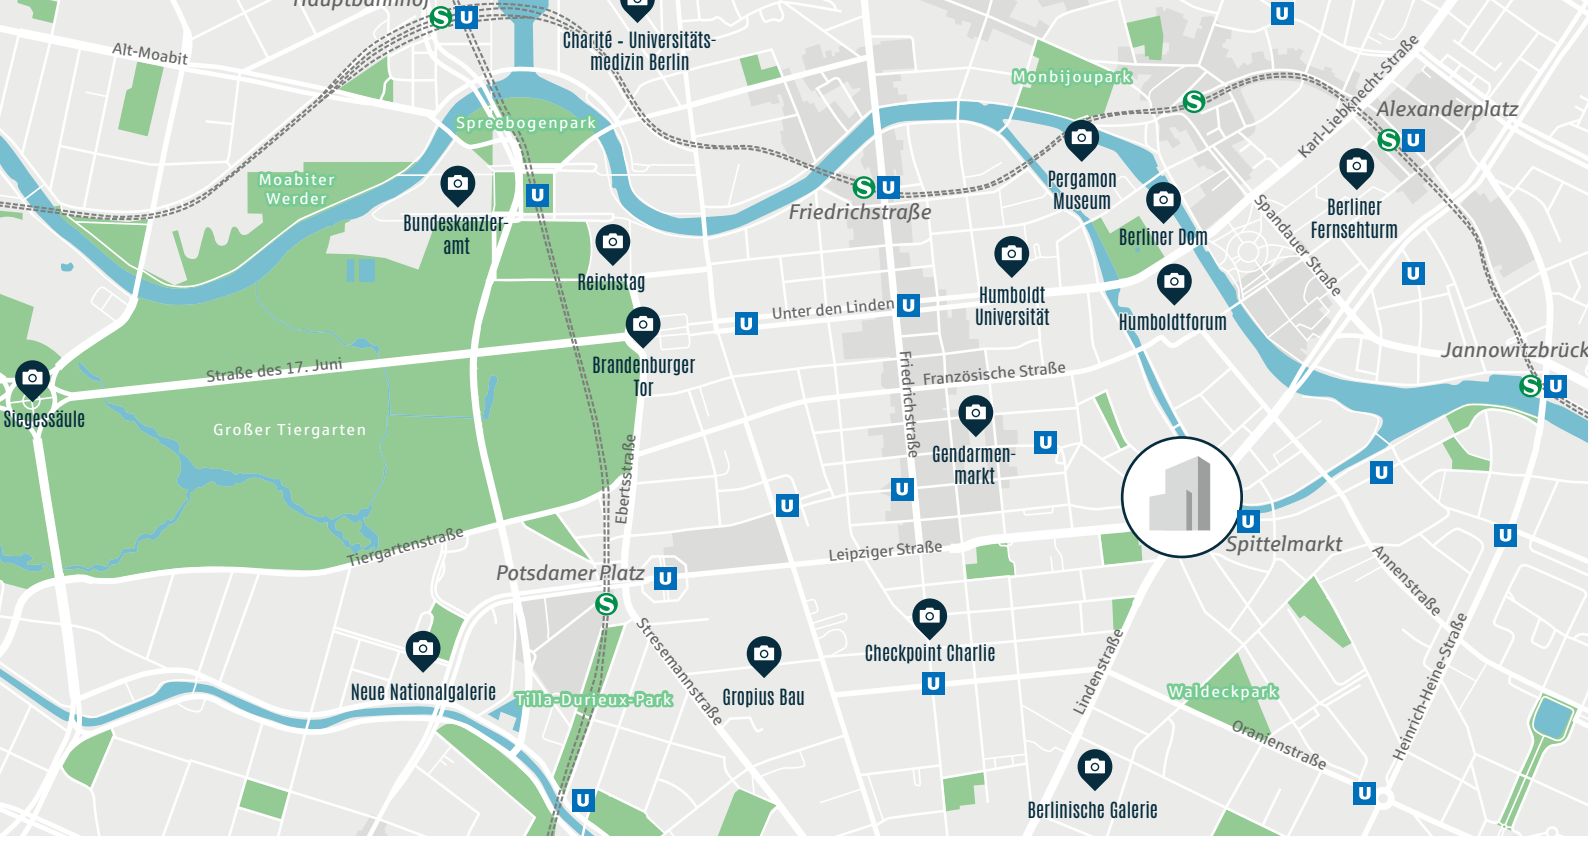 Hauptbahnhof
S
U
Charité - Universitäts-
medizin Berlin
U
Alt-Moabit
Monbijoupark
Karl-Liebknecht-Straße
Alexanderplatz
S
S
U
Spreebogenpark
Moabiter
Werder
U
Bundeskanzler-
amt
S
U
Friedrichstraße
Pergamon
Museum
Berliner Dom
Berliner
Fernsehturm
Spandauer Straße
Reichstag
U
Humboldt
Universität
Humboldtforum
Unter den Linden
U
U
Brandenburger
Tor
Straße des 17. Juni
Siegessäule
Französische Straße
Friedrichstraße
Jannowitzbrück
S
U
Großer Tiergarten
Gendarmen-
markt
U
Ebertsstraße
U
U
U
U
Spittelmarkt
U
Tiergartenstraße
Leipziger Straße
Potsdamer Platz
U
S
Annenstraße
Checkpoint Charlie
U
Stresemannstraße
Gropius Bau
Neue Nationalgalerie
Tilla-Durieux-Park
Lindenstraße
Waldeckpark
Heinrich-Heine-Straße
Oranienstraße
Berlinische Galerie
U
U